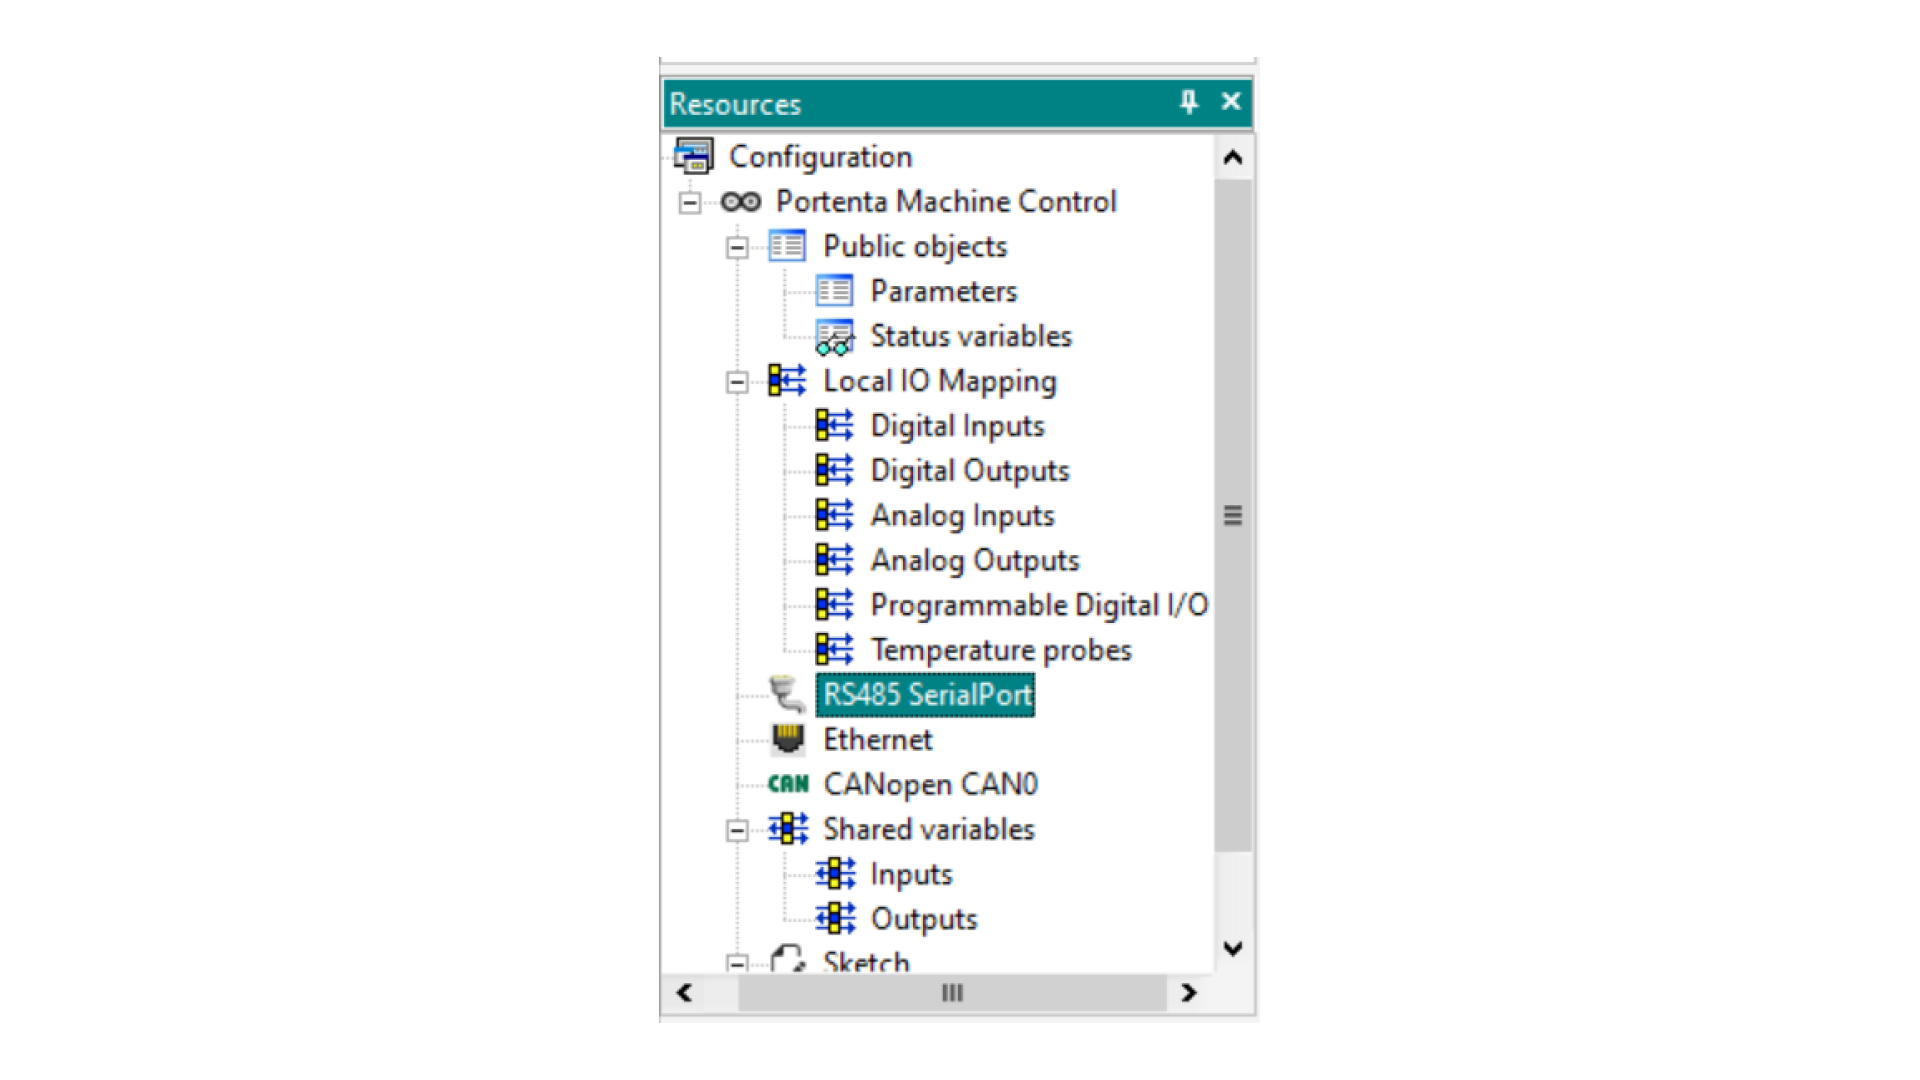 Resources
Configuration
Portenta Machine Control
Public objects
Parameters
Status variables
Local IO Mapping
Digital Inputs
Digital Outputs
Analog Inputs
Analog Outputs
Programmable Digital I/O
Temperature probes
RS485 SerialPort
Ethernet
CAN CANopen CAN0
Shared variables
Inputs
Outputs
Sketch